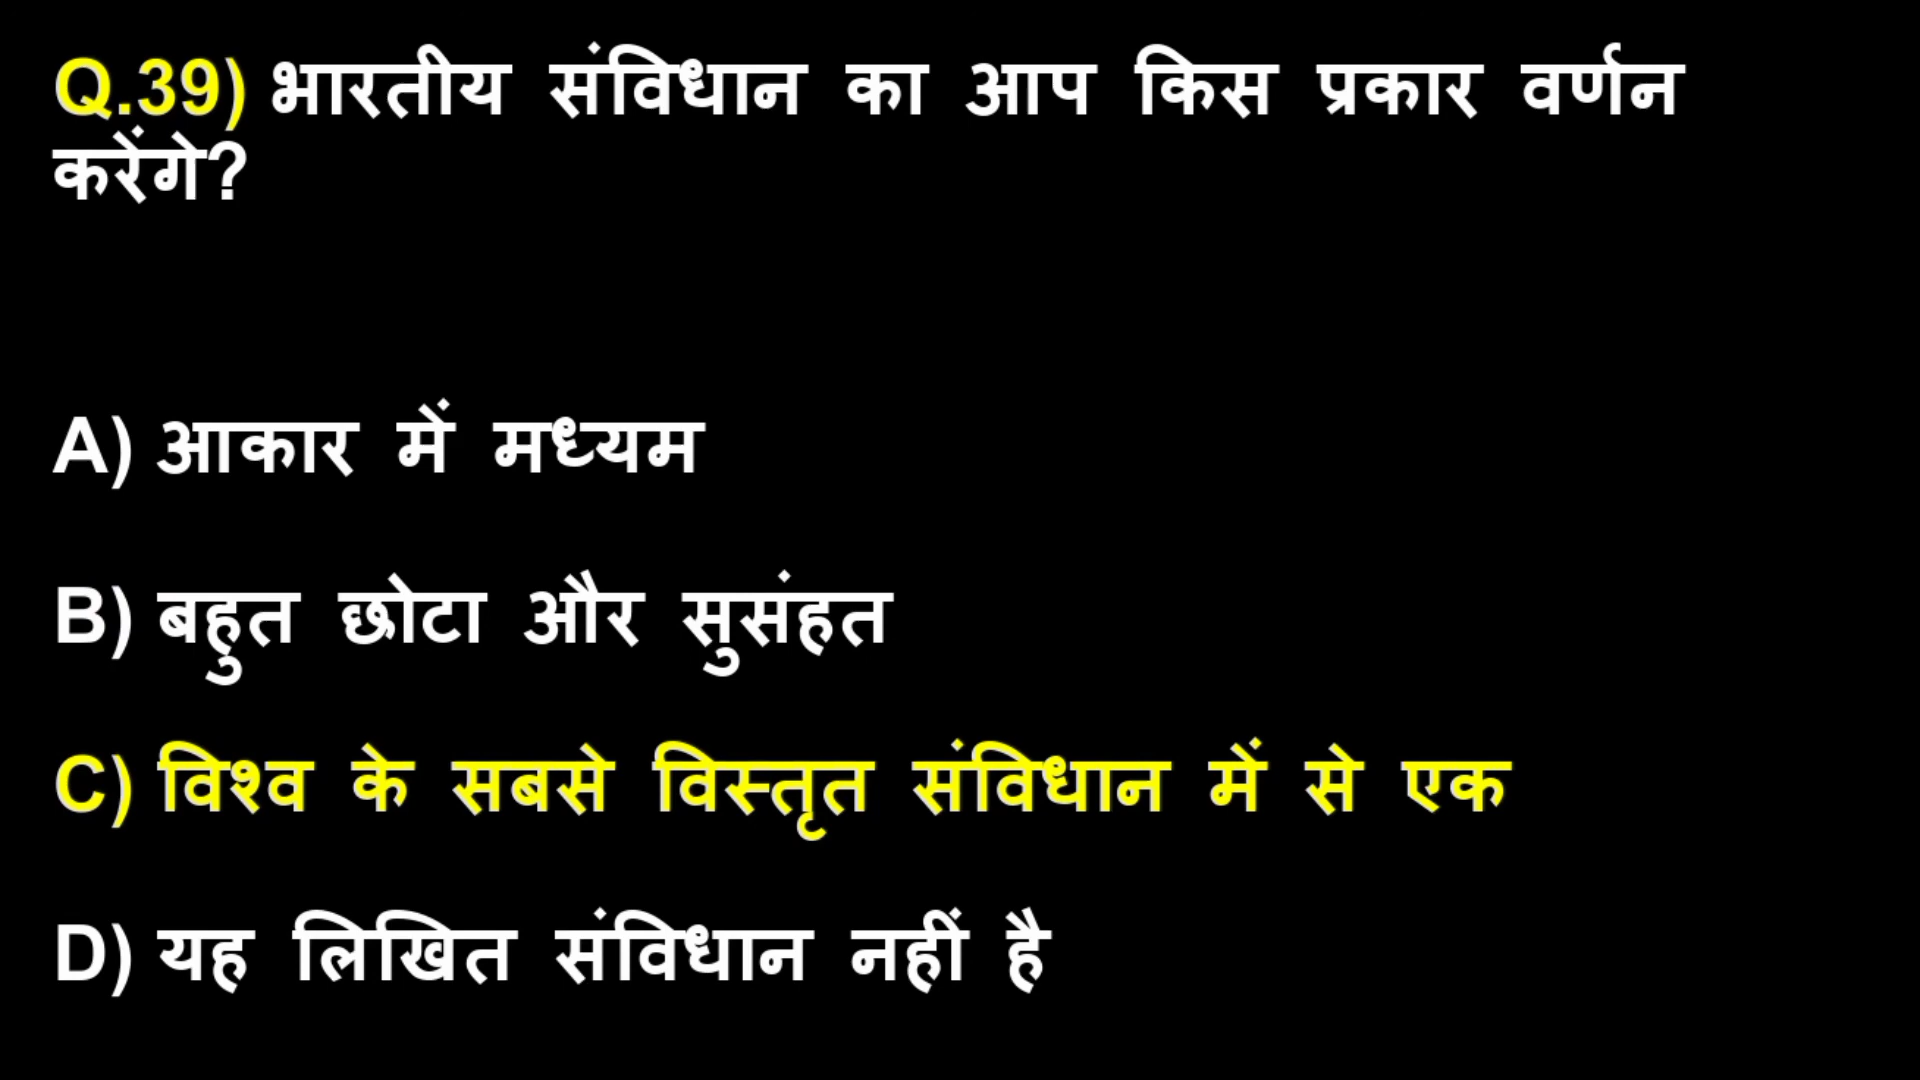 Q.39) भारतीय संविधान का आप किस प्रकार वर्णन
करेंगे?
A) आकार में मध्यम
B) बहुत छोटा और सुसंहत
C) विश्व के सबसे विस्तृत संविधान में से एक
D) यह लिखित संविधान नहीं है